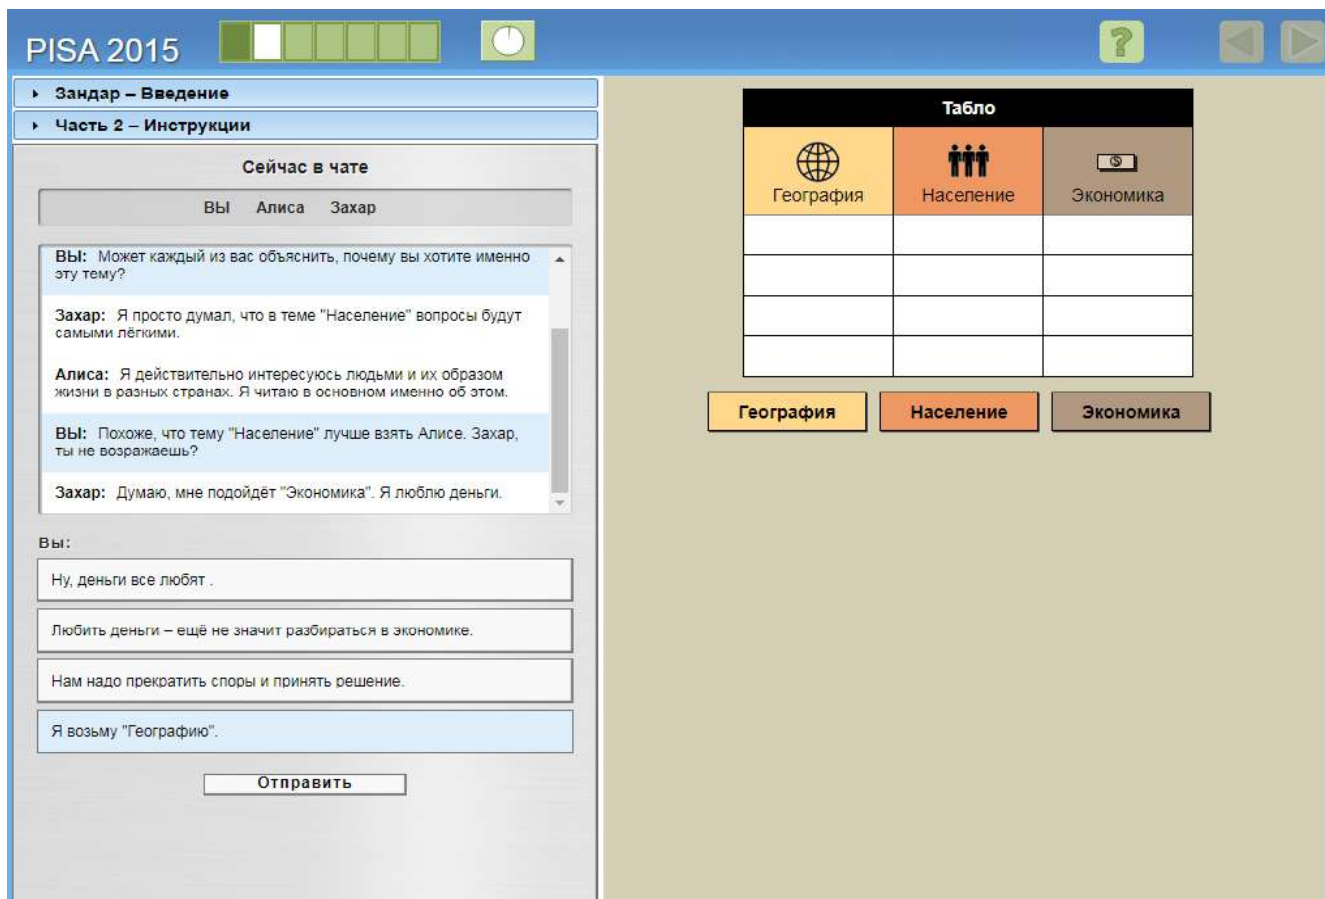 PISA 2015
?
Зандар – Введение
Часть 2 – Инструкции
Сейчас в чате
ВЫ Алиса Захар
ВЫ: Может каждый из вас объяснить, почему вы хотите именно
эту тему?
Захар: Я просто думал, что в теме "Население" вопросы будут
самыми лёгкими.
Алиса: Я действительно интересуюсь людьми и их образом
жизни в разных странах. Я читаю в основном именно об этом.
ВЫ: Похоже, что тему "Население" лучше взять Алисе. Захар,
ты не возражаешь?
Захар: Думаю, мне подойдёт "Экономика". Я люблю деньги.
Вы:
Ну, деньги все любят .
Любить деньги – ещё не значит разбираться в экономике.
Нам надо прекратить споры и принять решение.
Я возьму "Географию".
Отправить
Табло
География Население Экономика
География Население Экономика